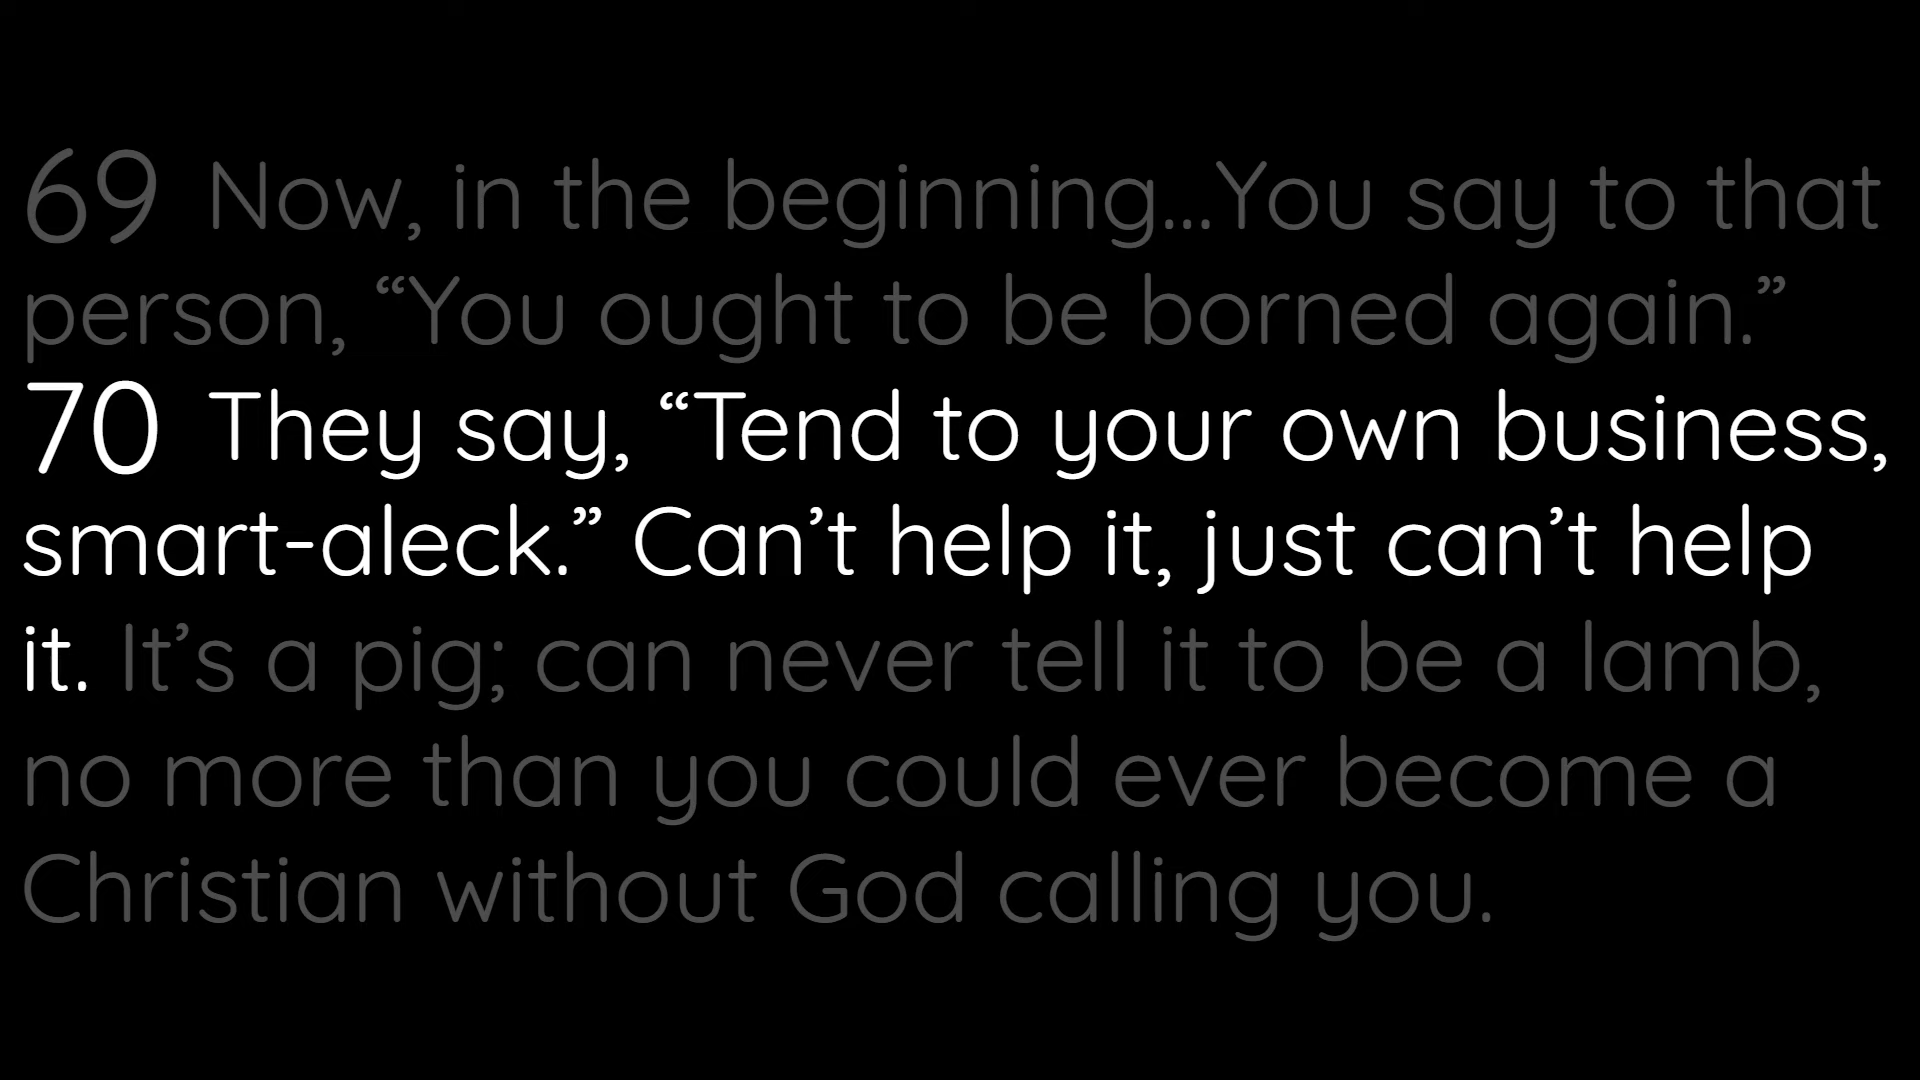 69 Now, in the beginning...You say to that
person, “You ought to be borned again.”
70 They say, “Tend to your own business,
smart-aleck.” Can’t help it, just can’t help
it. It’s a pig; can never tell it to be a lamb,
no more than you could ever become a
Christian without God calling you.